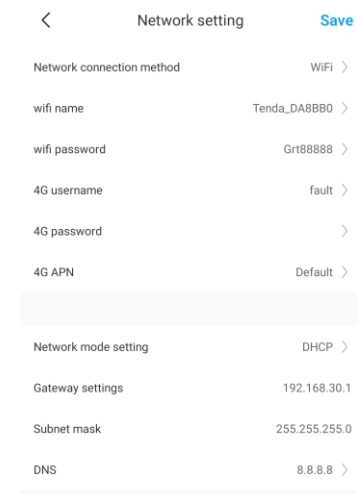 Network setting Save
Network connection method WiFi
wifi name Tenda_DA8BB0
wifi password Grt88888
4G username fault
4G password
4G APN Default
Network mode setting DHCP
Gateway settings 192.168.30.1
Subnet mask 255.255.255.0
DNS 8.8.8.8